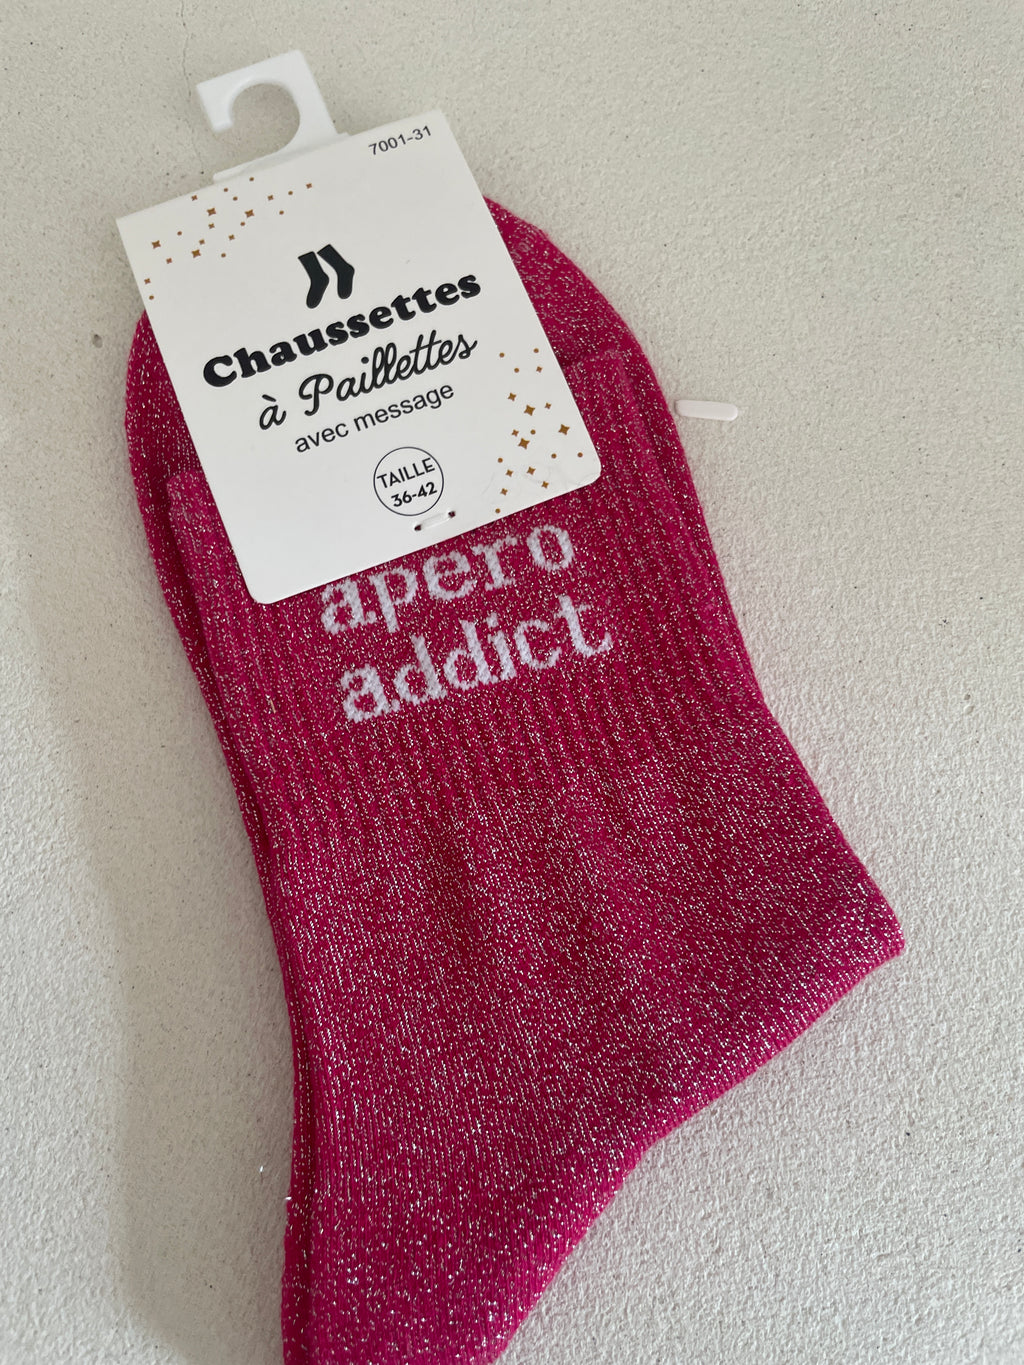 7001-31
Chaussettes
à Paillettes
avec message
TAILLE
36-42
apero
addict